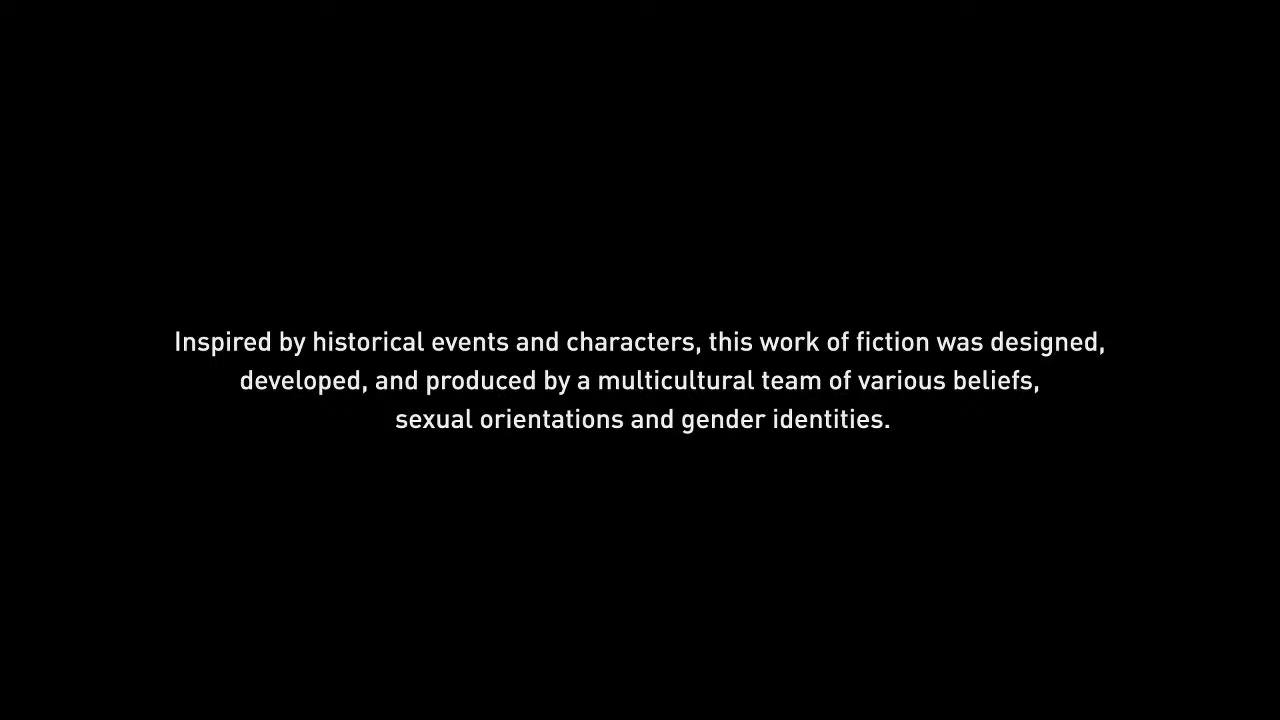 Inspired by historical events and characters, this work of fiction was designed,
developed, and produced by a multicultural team of various beliefs,
sexual orientations and gender identities.